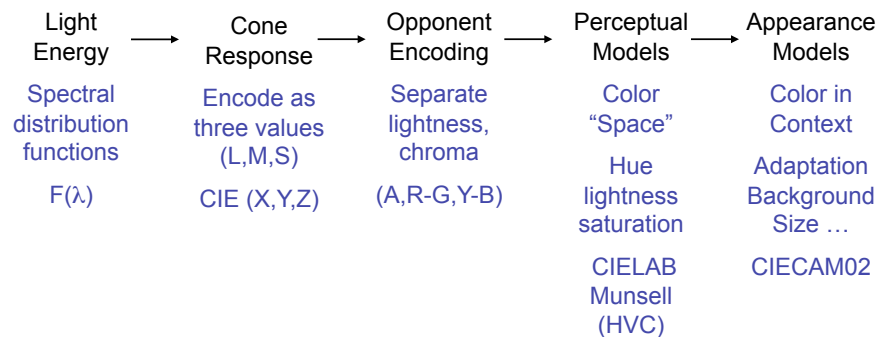 Light
Energy
Spectral
distribution
functions
F(λ)
Cone
Response
Encode as
three values
(L,M,S)
CIE (X,Y,Z)
Opponent
Encoding
Separate
lightness,
chroma
(A,R-G,Y-B)
Perceptual
Models
Color
“Space”
Hue
lightness
saturation
CIELAB
Munsell
(HVC)
Appearance
Models
Color in
Context
Adaptation
Background
Size …
CIECAM02